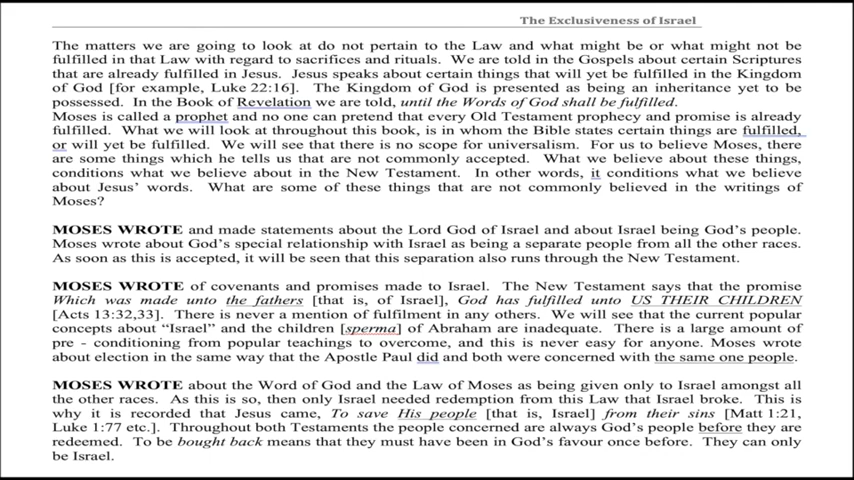 The Exclusiveness of Israel
The matters we are going to look at do not pertain to the Law and what might be or what might not be
fulfilled in that Law with regard to sacrifices and rituals. We are told in the Gospels about certain Scriptures
that are already fulfilled in Jesus. Jesus speaks about certain things that will yet be fulfilled in the Kingdom
of God [for example, Luke 22:16]. The Kingdom of God is presented as being an inheritance yet to be
possessed. In the Book of Revelation we are told, until the Words of God shall be fulfilled.
Moses is called a prophet and no one can pretend that every Old Testament prophecy and promise is already
fulfilled. What we will look at throughout this book, is in whom the Bible states certain things are fulfilled,
or will yet be fulfilled. We will see that there is no scope for universalism. For us to believe Moses, there
are some things which he tells us that are not commonly accepted. What we believe about these things,
conditions what we believe about in the New Testament. In other words, it conditions what we believe
about Jesus' words. What are some of these things that are not commonly believed in the writings of
Moses?
MOSES WROTE and made statements about the Lord God of Israel and about Israel being God's people.
Moses wrote about God's special relationship with Israel as being a separate people from all the other races.
As soon as this is accepted, it will be seen that this separation also runs through the New Testament.
MOSES WROTE of covenants and promises made to Israel. The New Testament says that the promise
Which was made unto the fathers [that is, of Israel], God has fulfilled unto US THEIR CHILDREN
[Acts 13:32,33]. There is never a mention of fulfilment in any others. We will see that the current popular
concepts about "Israel" and the children [sperma] of Abraham are inadequate. There is a large amount of
pre - conditioning from popular teachings to overcome, and this is never easy for anyone. Moses wrote
about election in the same way that the Apostle Paul did and both were concerned with the same one people.
MOSES WROTE about the Word of God and the Law of Moses as being given only to Israel amongst all
the other races. As this is so, then only Israel needed redemption from this Law that Israel broke. This is
why it is recorded that Jesus came, To save His people [that is, Israel] from their sins [Matt 1:21,
Luke 1:77 etc.]. Throughout both Testaments the people concerned are always God's people before they are
redeemed. To be bought back means that they must have been in God's favour once before. They can only
be Israel.